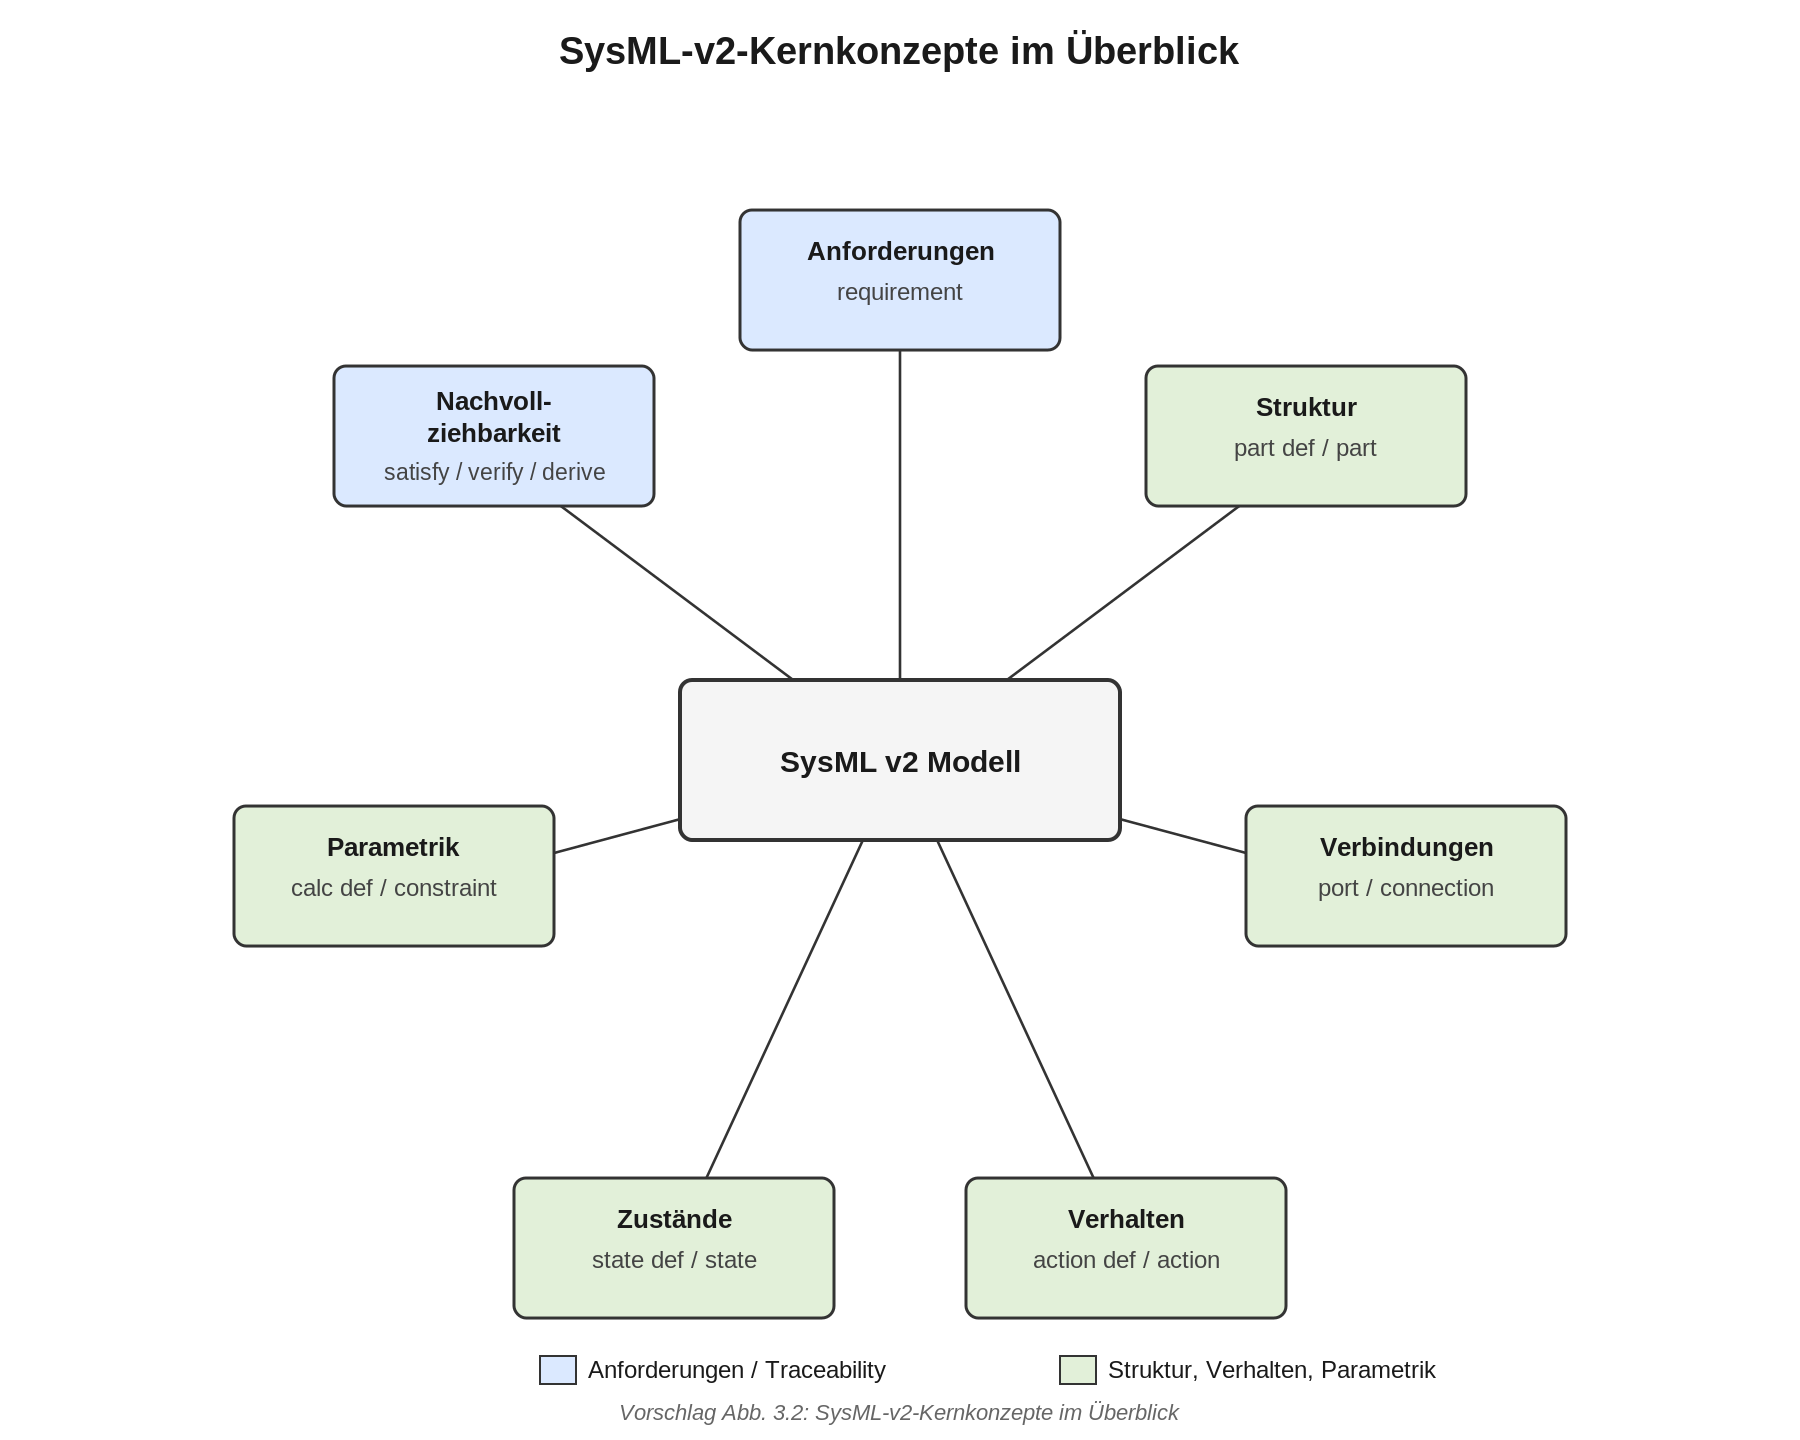 SysML-v2-Kernkonzepte im Überblick
Anforderungen
requirement
Nachvoll-
ziehbarkeit
satisfy / verify / derive
Struktur
part def / part
SysML v2 Modell
Parametrik
calc def / constraint
Verbindungen
port / connection
Zustände
state def / state
Verhalten
action def / action
Anforderungen / Traceability
Struktur, Verhalten, Parametrik
Vorschlag Abb. 3.2: SysML-v2-Kernkonzepte im Überblick